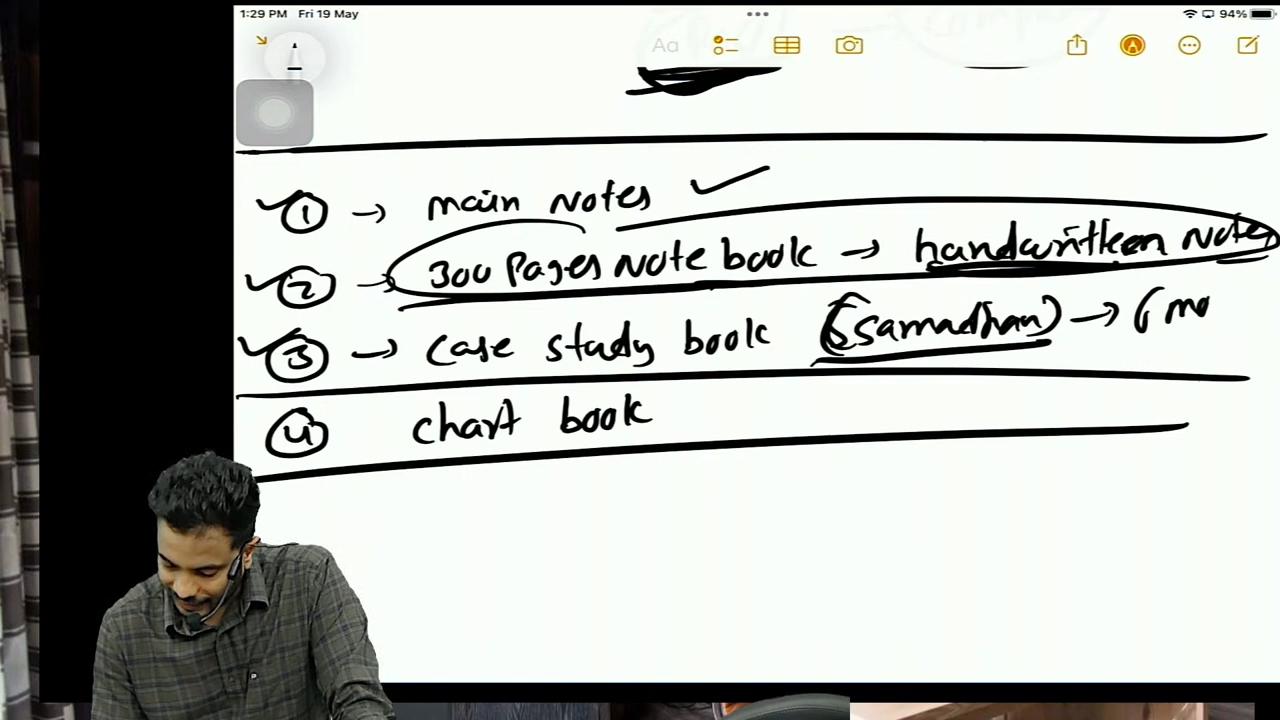 1:29 PM Fri 19 May
94%
Aa
① → main notes ✓
② → 300 Pages Note book → handwritten Notes
③ → case study book (Samadhan) → ( mo
④ chart book